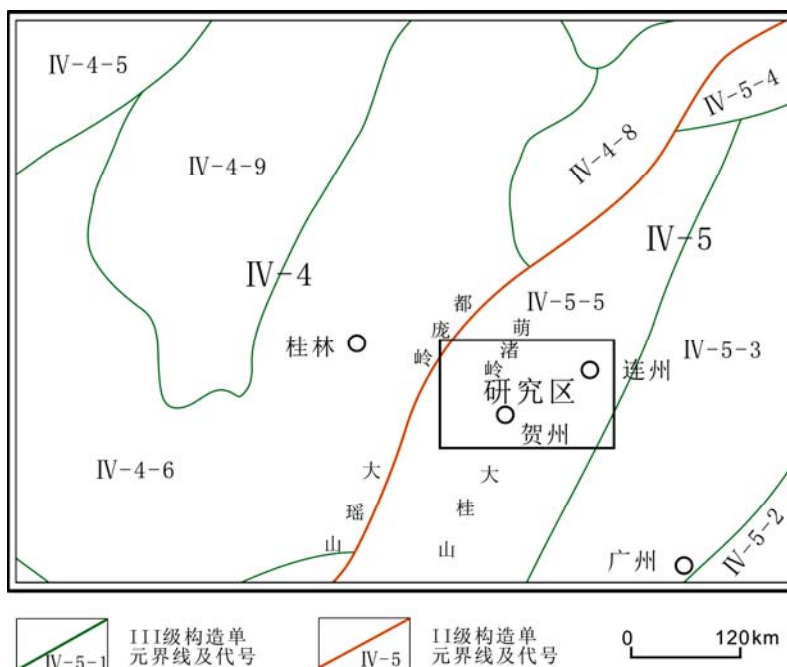 Ⅳ-4-5
Ⅳ-5-4
Ⅳ-4-8
Ⅳ-4-9
Ⅳ-5
Ⅳ-4
Ⅳ-5-5
都庞岭
萌渚岭
桂林
Ⅳ-5-3
连州
研究区
贺州
Ⅳ-4-6
大瑶山
大桂山
Ⅳ-5-2
广州
Ⅳ-5-1
III级构造单
元界线及代号
Ⅳ-5
II级构造单
元界线及代号
0 120km